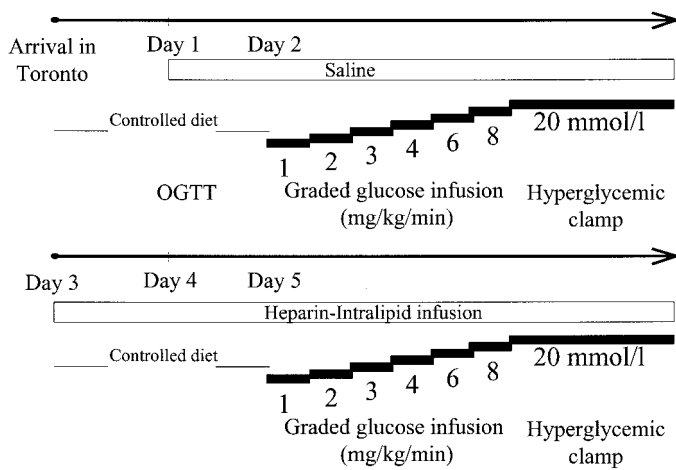 Arrival in Toronto
Day 1
Day 2
Saline
Controlled diet
1 2 3 4 6 8
20 mmol/l
OGTT
Graded glucose infusion
(mg/kg/min)
Hyperglycemic
clamp
Day 3
Day 4
Day 5
Heparin-Intralipid infusion
Controlled diet
1 2 3 4 6 8
20 mmol/l
Graded glucose infusion
(mg/kg/min)
Hyperglycemic
clamp